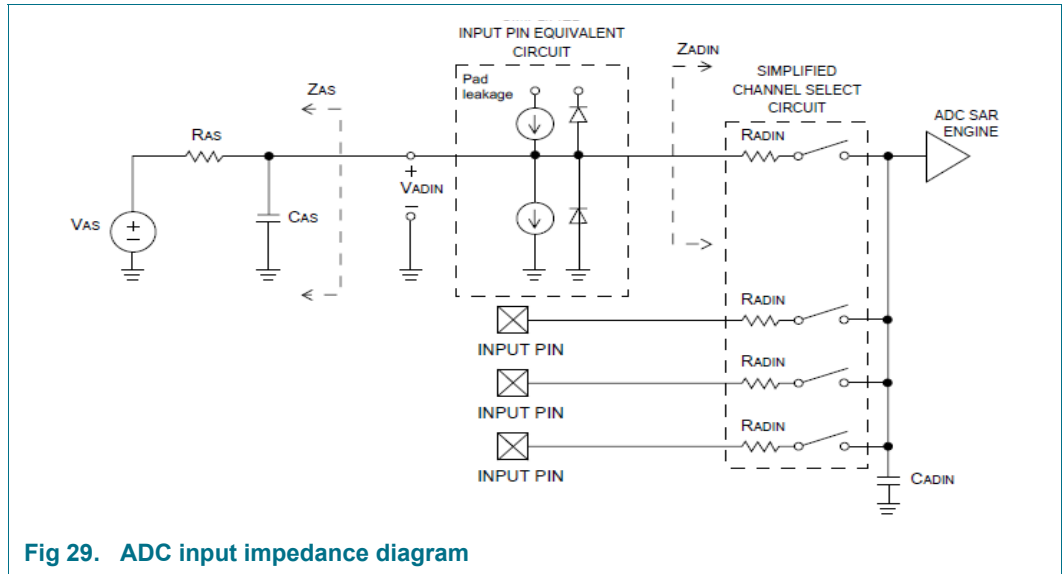 INPUT PIN EQUIVALENT
CIRCUIT
Pad
leakage
ZADIN
SIMPLIFIED
CHANNEL SELECT
CIRCUIT
ADC SAR
ENGINE
ZAS
RAS
RADIN
+
VADIN
−
VAS
+
−
CAS
RADIN
INPUT PIN
RADIN
INPUT PIN
RADIN
INPUT PIN
CADIN
Fig 29. ADC input impedance diagram